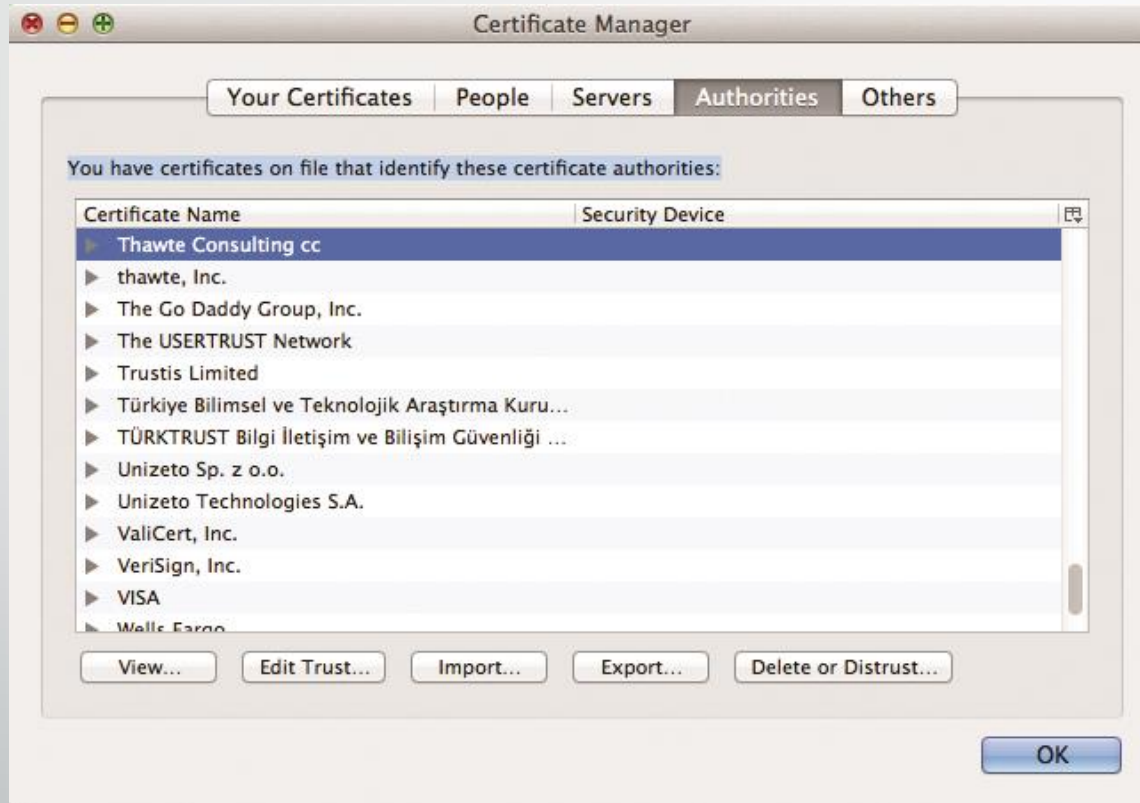 Certificate Manager
Your Certificates People Servers Authorities Others
You have certificates on file that identify these certificate authorities:
Certificate Name Security Device
Thawte Consulting cc
thawte, Inc.
The Go Daddy Group, Inc.
The USERTRUST Network
Trustis Limited
Türkiye Bilimsel ve Teknolojik Araştırma Kuru...
TÜRKTRUST Bilgi İletişim ve Bilişim Güvenliği ...
Unizeto Sp. z o.o.
Unizeto Technologies S.A.
ValiCert, Inc.
VeriSign, Inc.
VISA
Wells Fargo
View... Edit Trust... Import... Export... Delete or Distrust...
OK